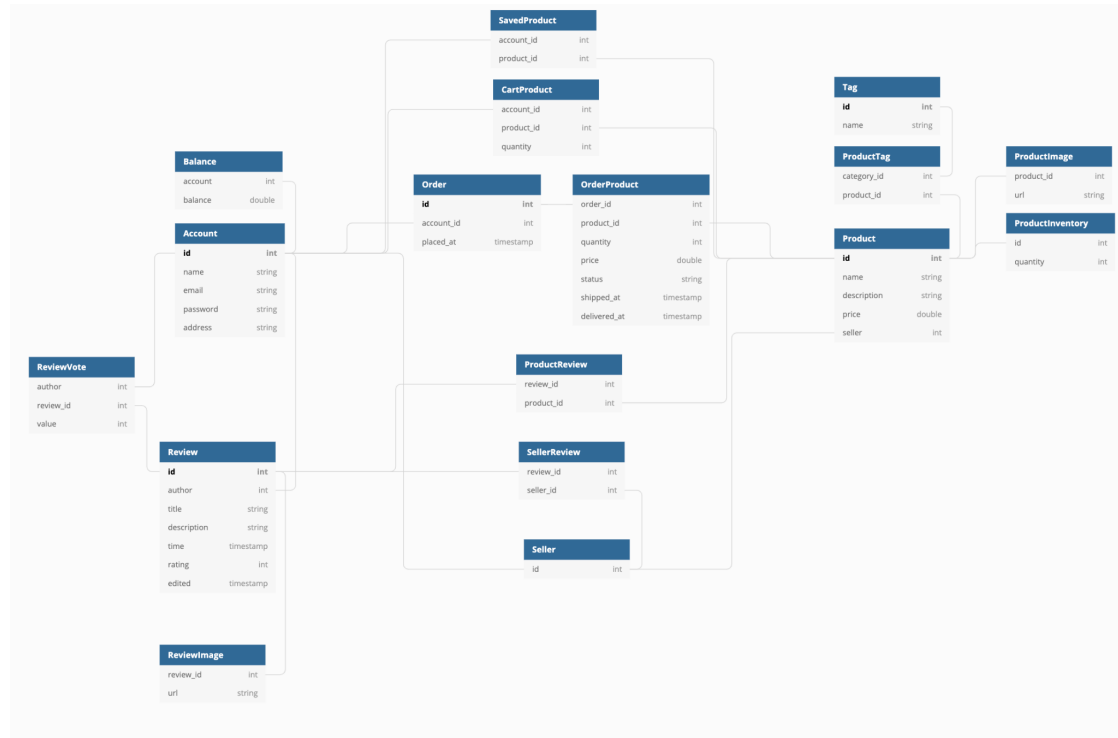 SavedProduct
account_id int
product_id int
CartProduct
account_id int
product_id int
quantity int
Tag
id int
name string
Balance
account int
balance double
Order
id int
account_id int
placed_at timestamp
OrderProduct
order_id int
product_id int
quantity int
price double
status string
shipped_at timestamp
delivered_at timestamp
ProductTag
category_id int
product_id int
ProductImage
product_id int
url string
Account
id int
name string
email string
password string
address string
Product
id int
name string
description string
price double
seller int
ProductInventory
id int
quantity int
ReviewVote
author int
review_id int
value int
ProductReview
review_id int
product_id int
Review
id int
author int
title string
description string
time timestamp
rating int
edited timestamp
SellerReview
review_id int
seller_id int
Seller
id int
ReviewImage
review_id int
url string